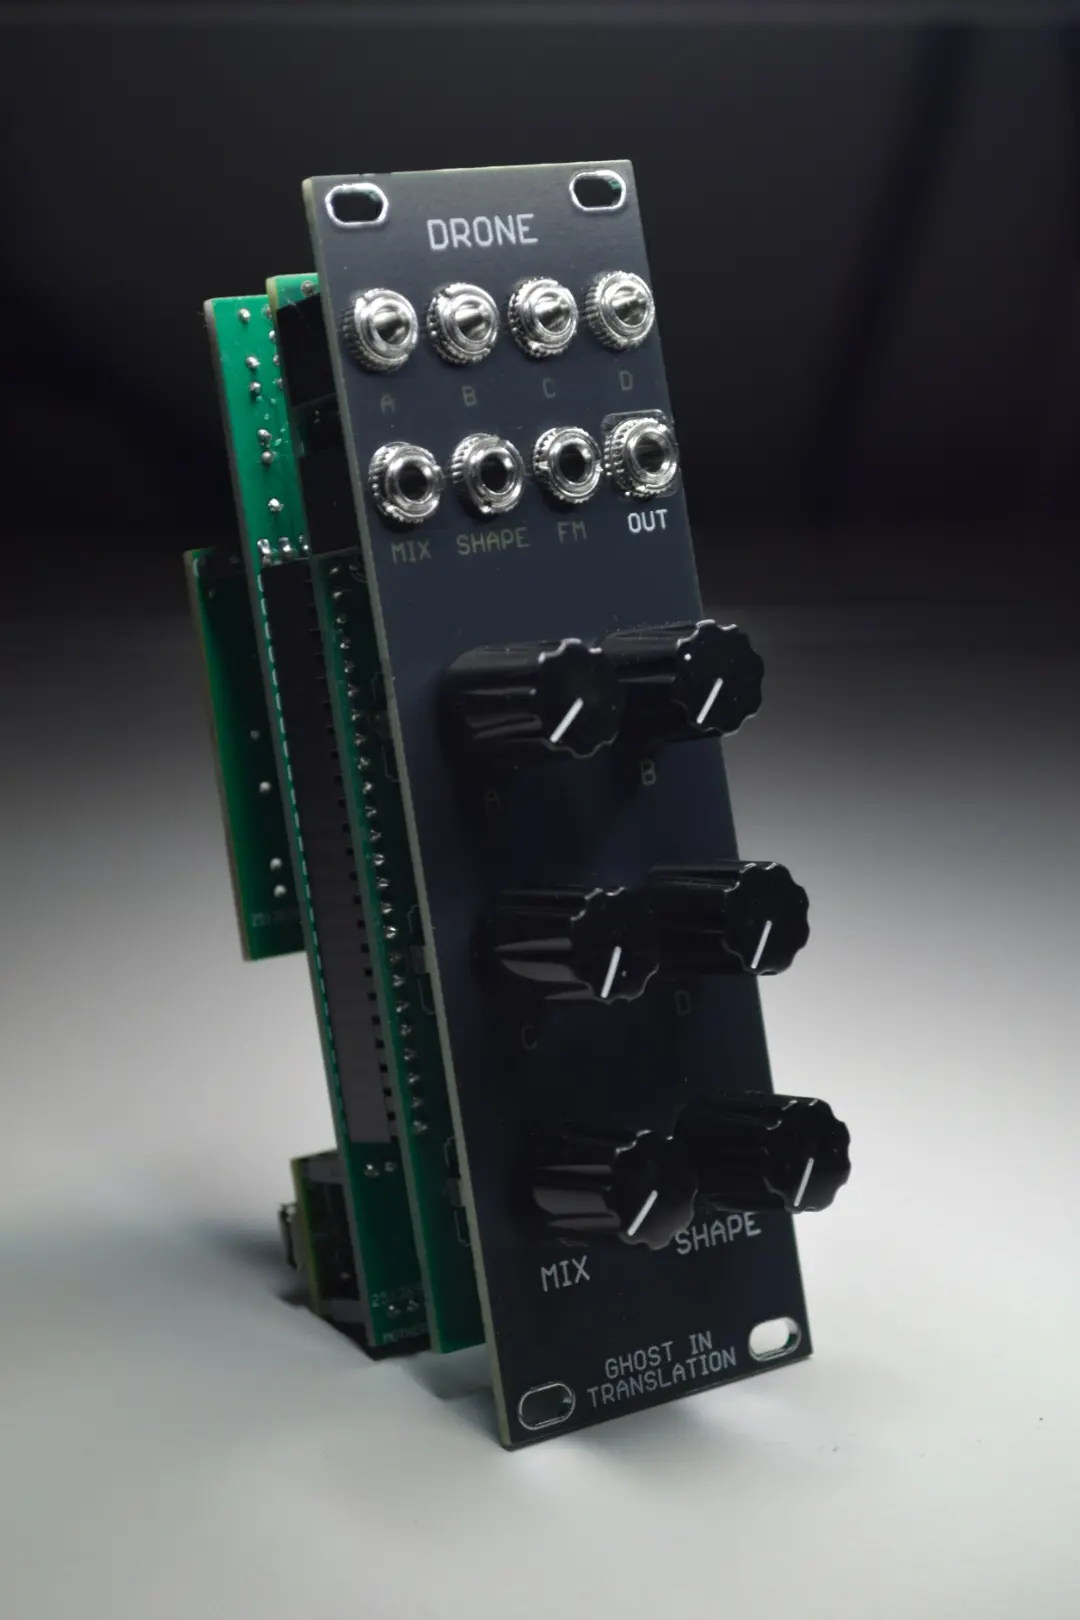 DRONE
A B C D
MIX SHAPE FM OUT
A B
C D
MIX SHAPE
GHOST IN
TRANSLATION